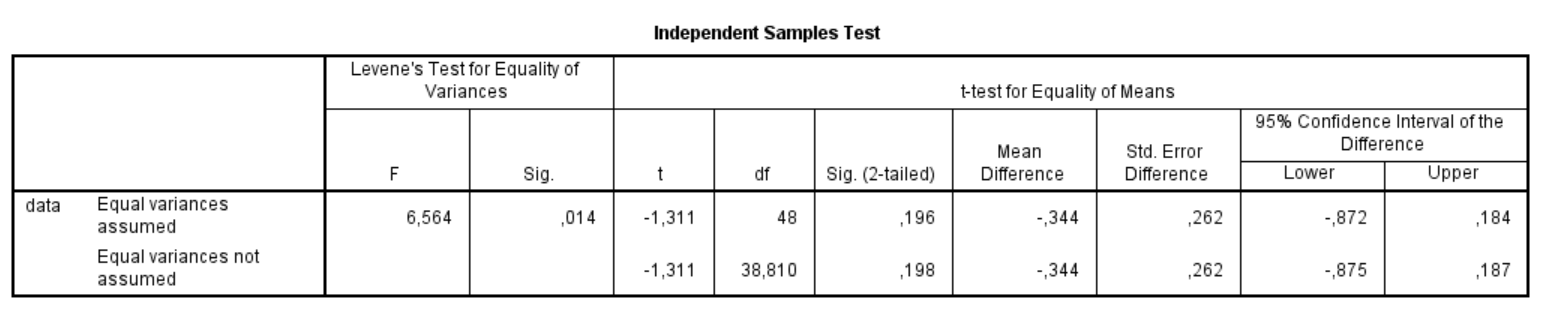 Independent Samples Test
Levene's Test for Equality of
Variances
t-test for Equality of Means
F
Sig.
t
df
Sig. (2-tailed)
Mean
Difference
Std. Error
Difference
95% Confidence Interval of the
Difference
Lower
Upper
data
Equal variances
assumed
6,564
,014
-1,311
48
,196
-,344
,262
-,872
,184
Equal variances not
assumed
-1,311
38,810
,198
-,344
,262
-,875
,187